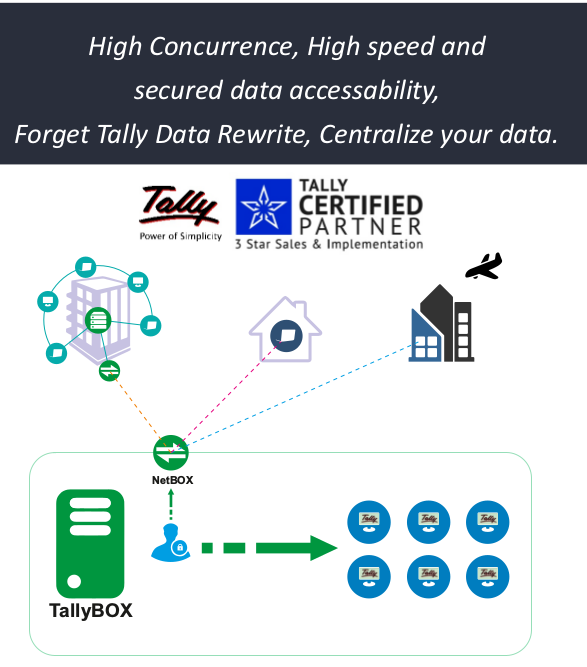 High Concurrence, High speed and
secured data accessability,
Forget Tally Data Rewrite, Centralize your data.
Tally
Power of Simplicity
TALLY
CERTIFIED
PARTNER
3 Star Sales & Implementation
NetBOX
TallyBOX
Tally
Tally
Tally
Tally
Tally
Tally